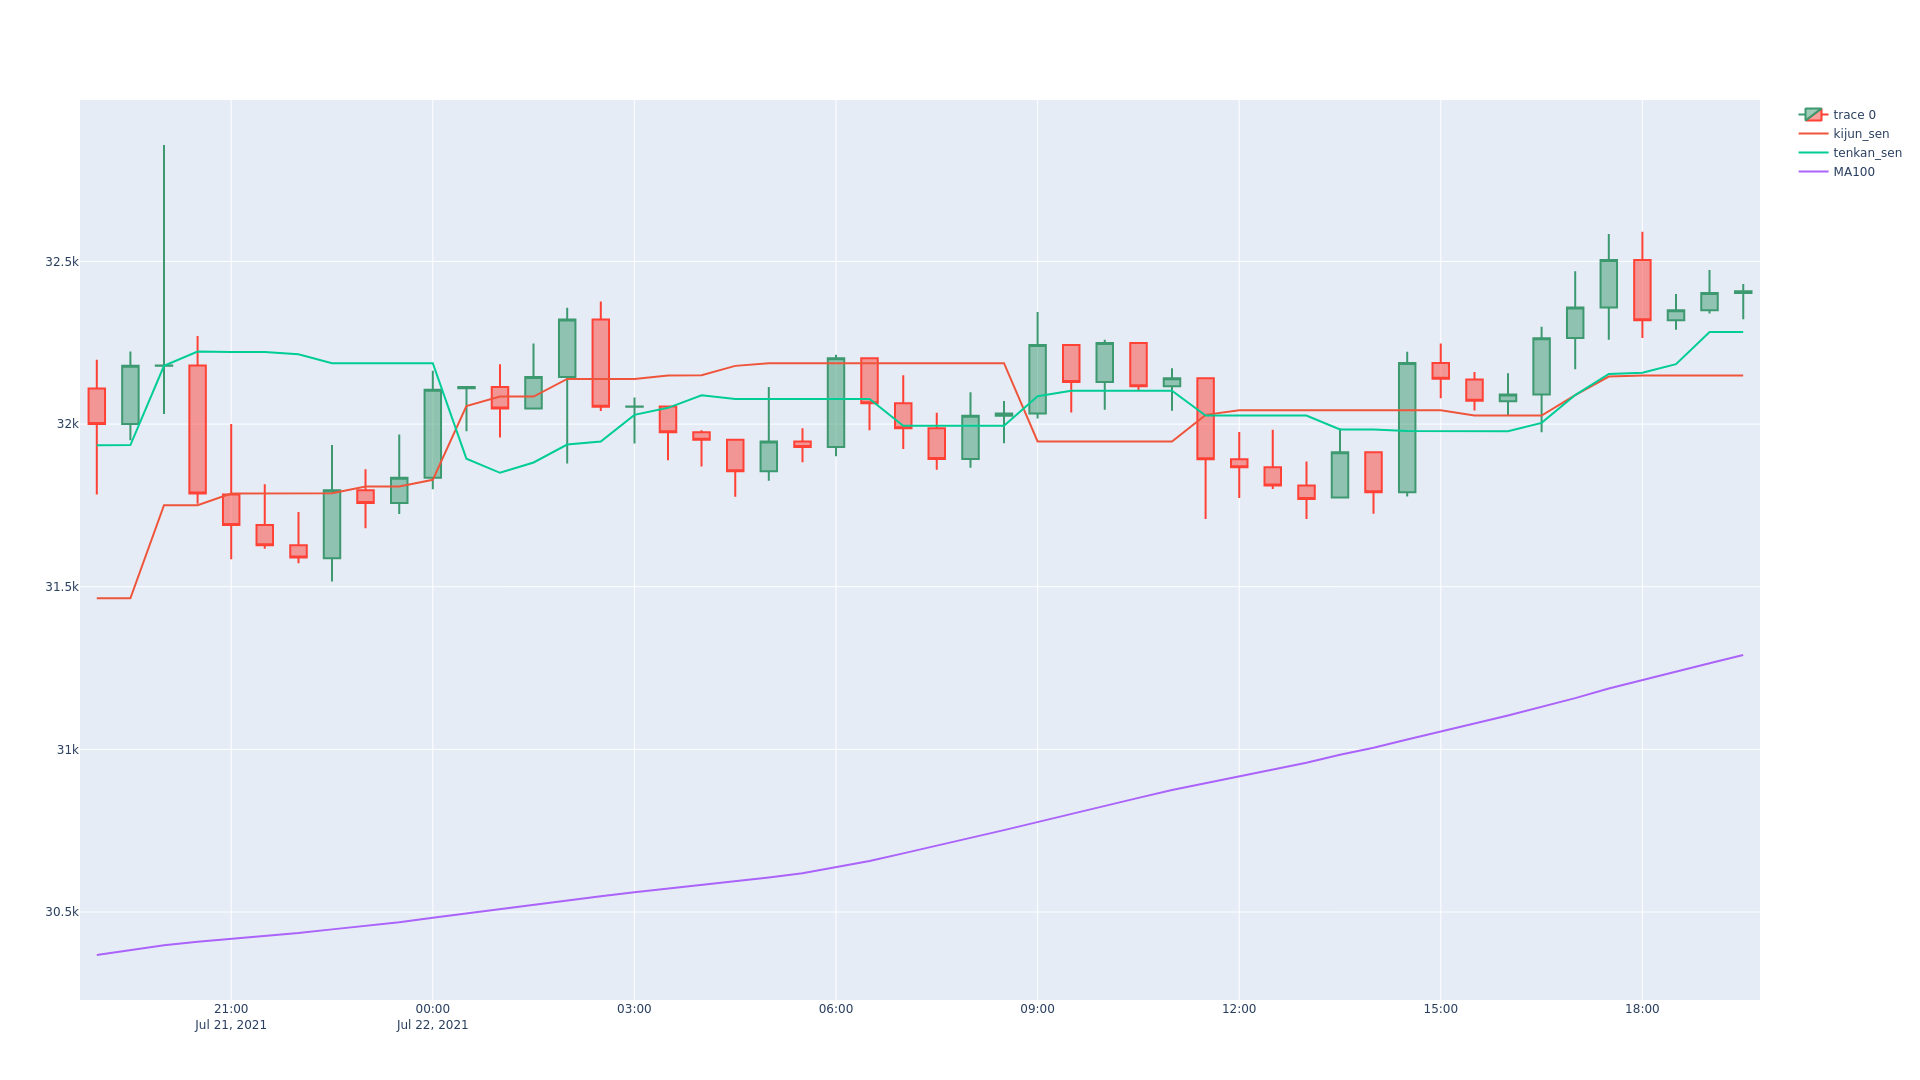 trace 0
kijun_sen
tenkan_sen
MA100
32.5k
32k
31.5k
31k
30.5k
21:00
Jul 21, 2021
00:00
Jul 22, 2021
03:00
06:00
09:00
12:00
15:00
18:00